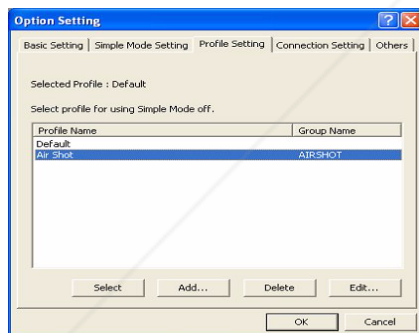 Option Setting
Basic Setting Simple Mode Setting Profile Setting Connection Setting Others
Selected Profile : Default
Select profile for using Simple Mode off.
Profile Name Group Name
Default
Air Shot AIRSHOT
Select Add... Delete Edit...
OK Cancel